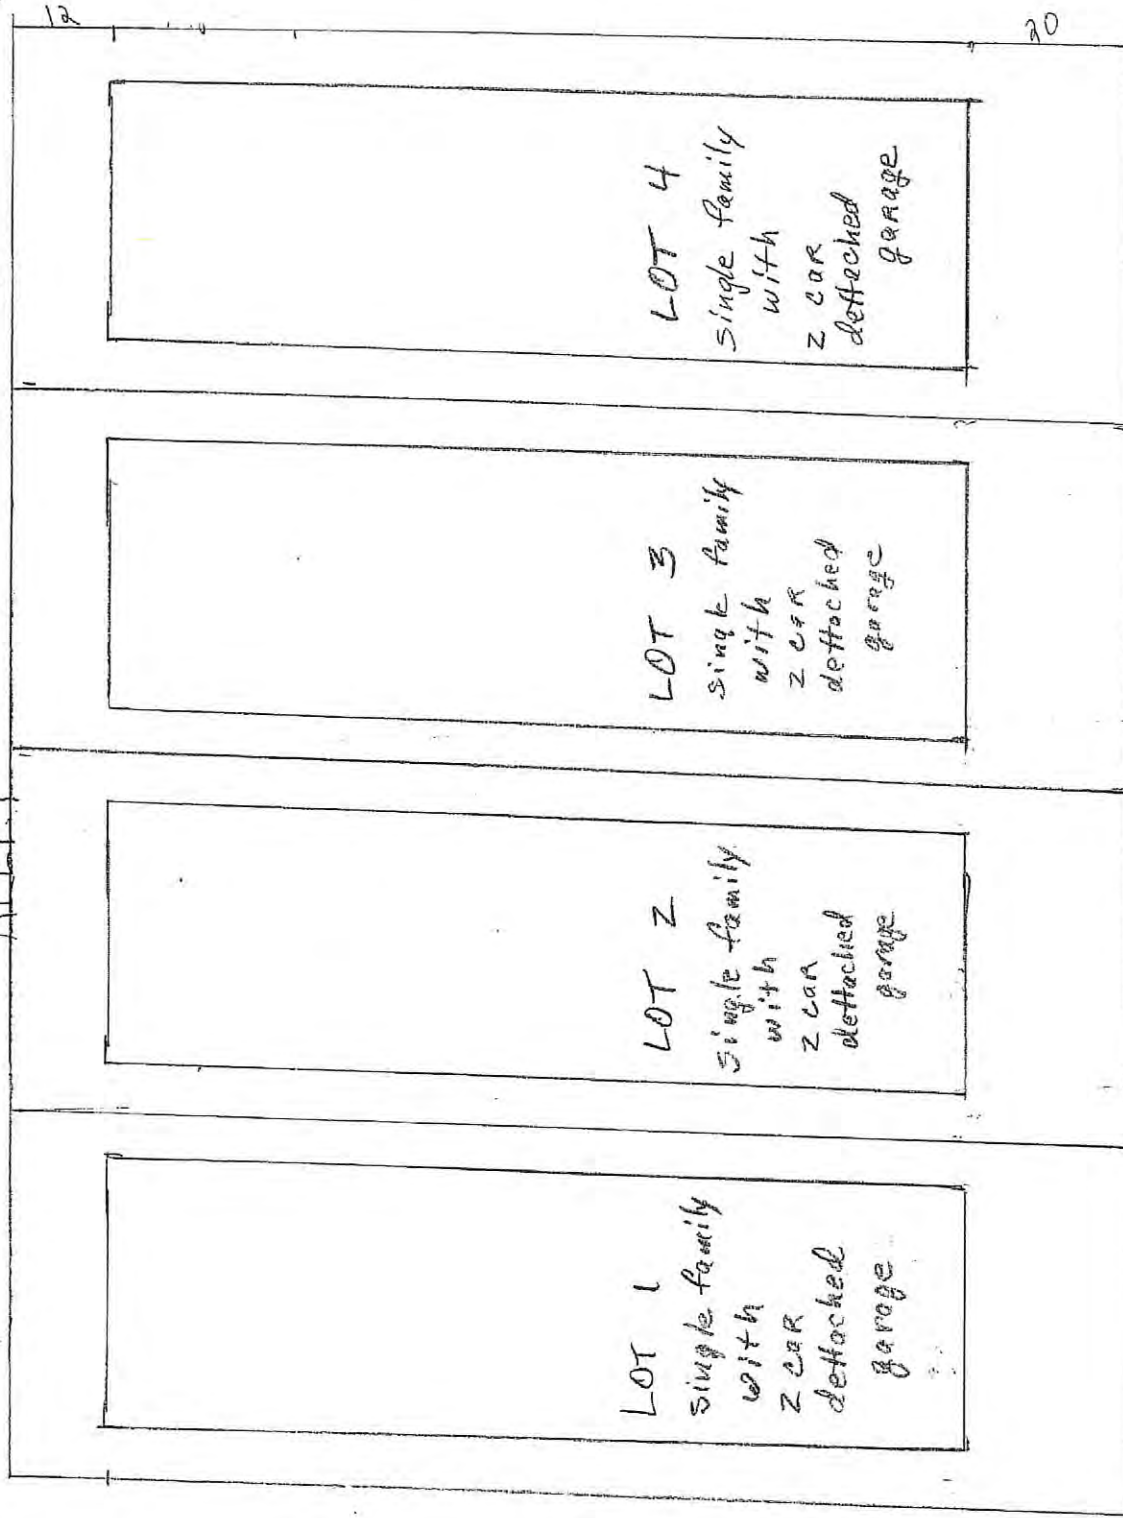 12
20
LOT 1
single family
with
2 CAR
dettached
garage
LOT 2
single family
with
2 CAR
dettached
garage
LOT 3
single family
with
2 CAR
dettached
garage
LOT 4
single family
with
2 CAR
dettached
garage